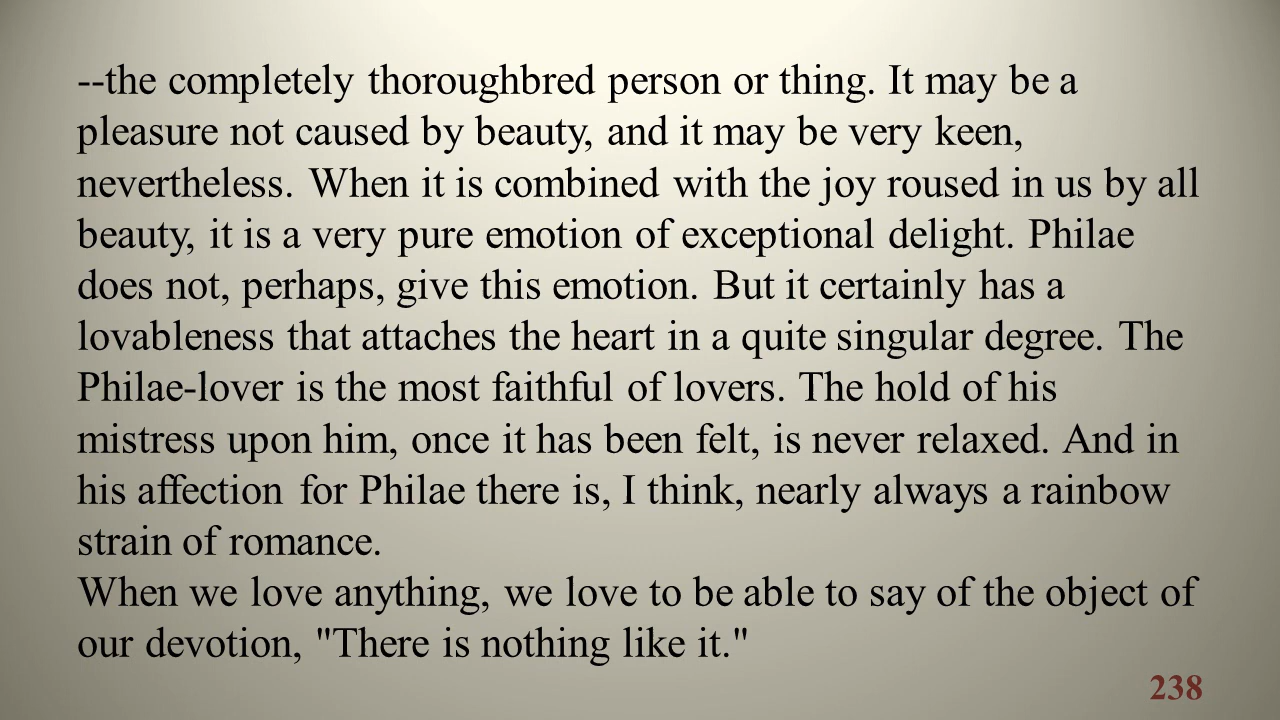 --the completely thoroughbred person or thing. It may be a
pleasure not caused by beauty, and it may be very keen,
nevertheless. When it is combined with the joy roused in us by all
beauty, it is a very pure emotion of exceptional delight. Philae
does not, perhaps, give this emotion. But it certainly has a
lovableness that attaches the heart in a quite singular degree. The
Philae-lover is the most faithful of lovers. The hold of his
mistress upon him, once it has been felt, is never relaxed. And in
his affection for Philae there is, I think, nearly always a rainbow
strain of romance.
When we love anything, we love to be able to say of the object of
our devotion, "There is nothing like it."
238